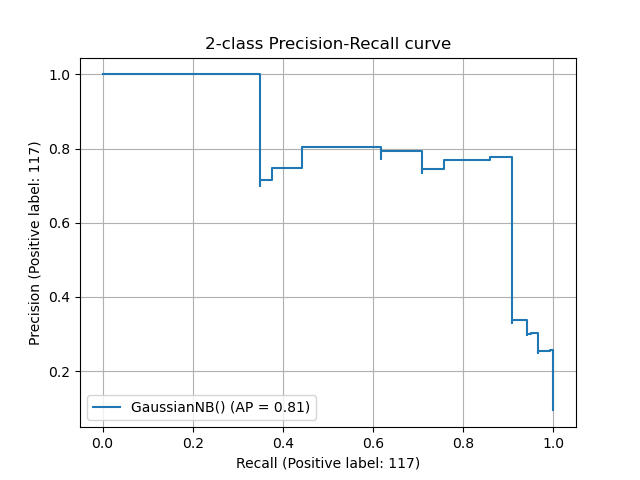 2-class Precision-Recall curve
1.0
0.8
0.6
0.4
0.2
Precision (Positive label: 117)
GaussianNB() (AP = 0.81)
0.0 0.2 0.4 0.6 0.8 1.0
Recall (Positive label: 117)